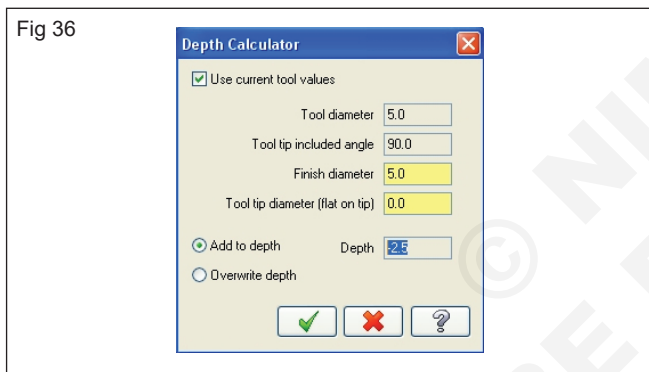 Fig 36
Depth Calculator
Use current tool values
Tool diameter 5.0
Tool tip included angle 90.0
Finish diameter 5.0
Tool tip diameter (flat on tip) 0.0
Add to depth Depth -2.5
Overwrite depth
?
©